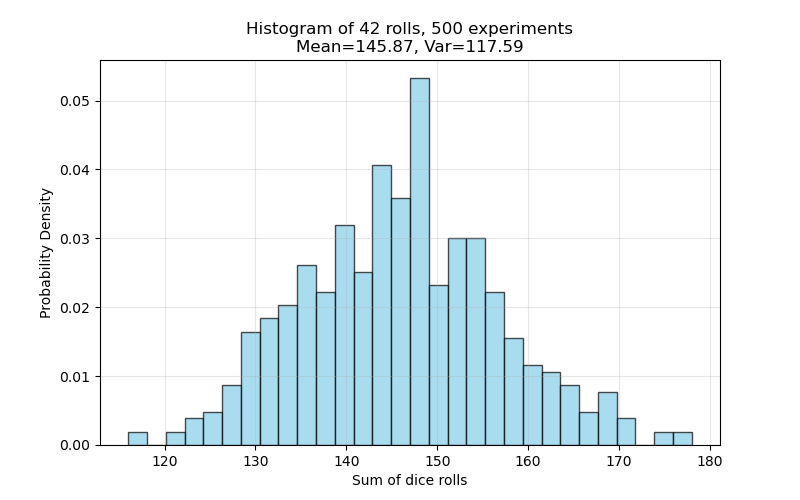 Histogram of 42 rolls, 500 experiments
Mean=145.87, Var=117.59
Probability Density
0.05
0.04
0.03
0.02
0.01
0.00
120 130 140 150 160 170 180
Sum of dice rolls